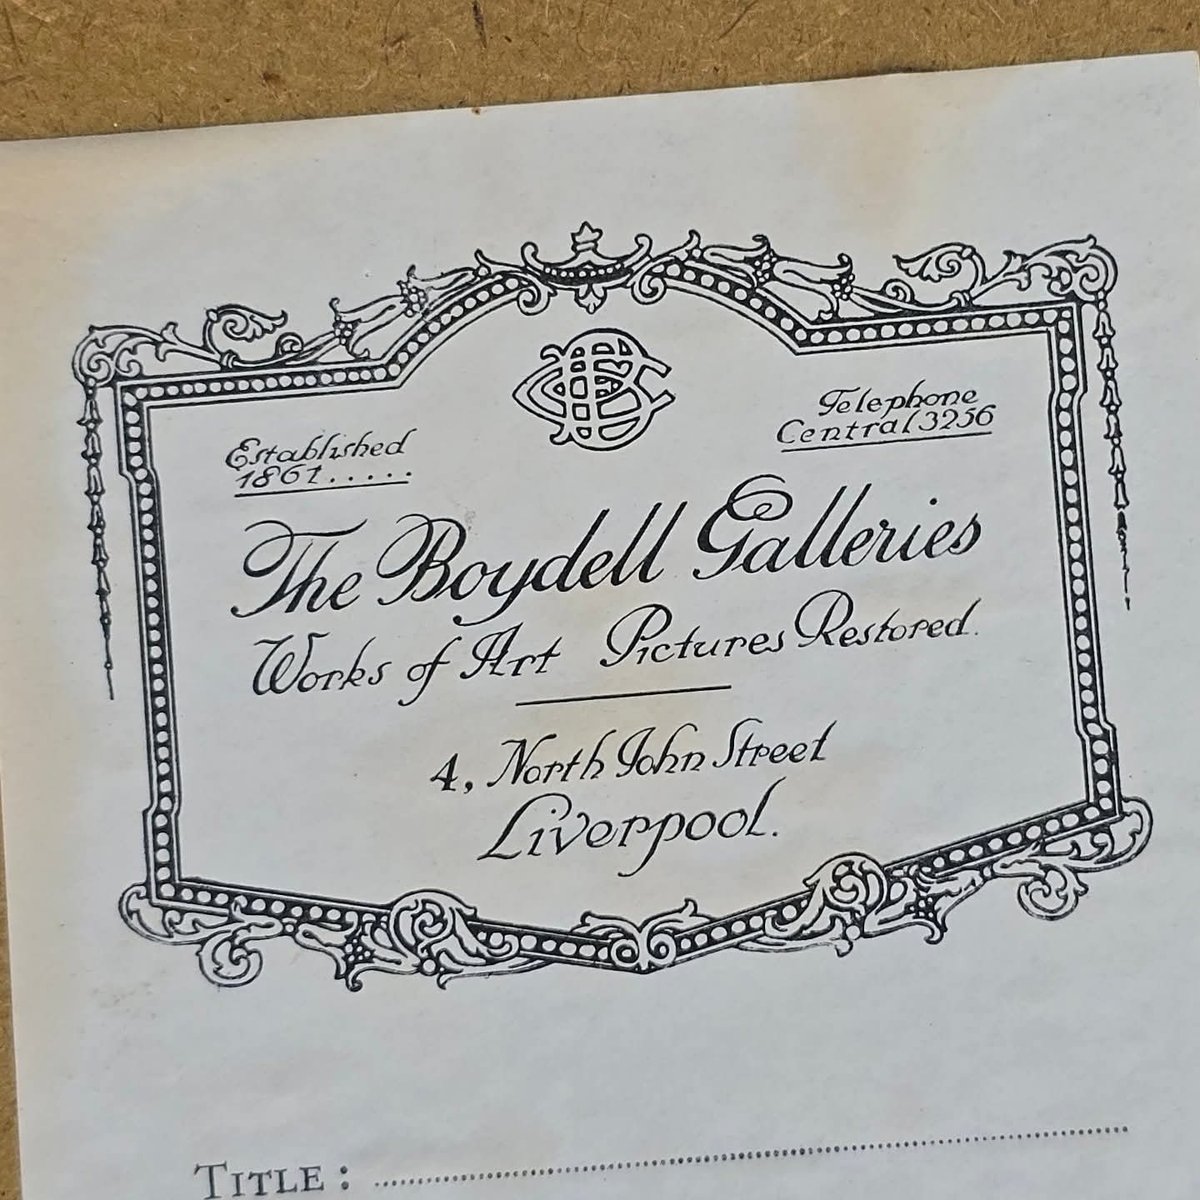 Established
1861.....
Telephone
Central 3256
The Boydell Galleries
Works of Art Pictures Restored.
4, North John Street
Liverpool.
TITLE :